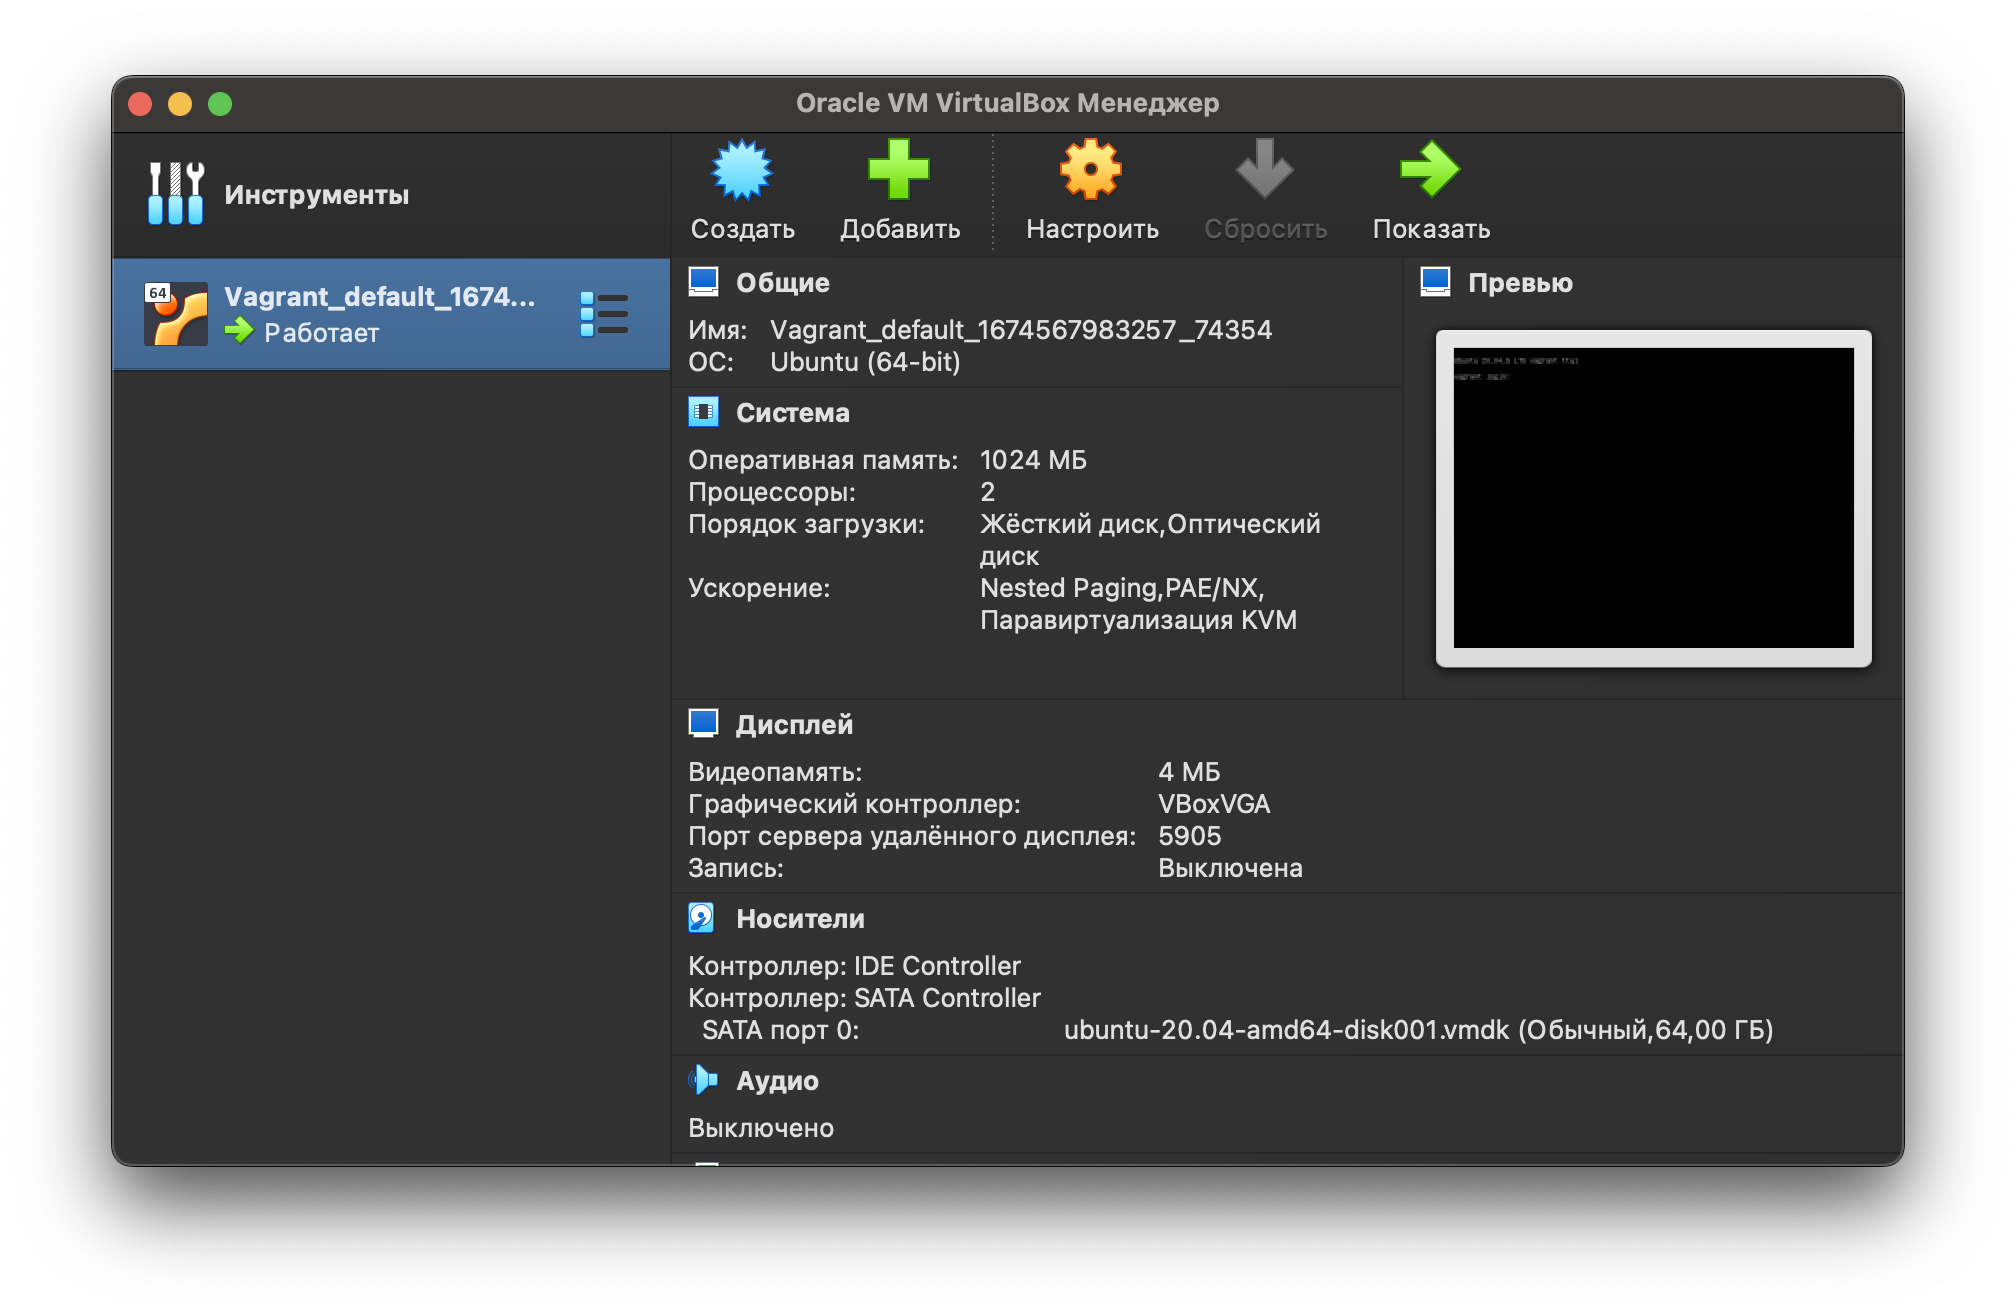 Oracle VM VirtualBox Менеджер
Инструменты
Создать
Добавить
Настроить
Сбросить
Показать
64
Vagrant_default_1674...
Работает
Общие
Имя: Vagrant_default_1674567983257_74354
ОС: Ubuntu (64-bit)
Система
Оперативная память: 1024 МБ
Процессоры: 2
Порядок загрузки: Жёсткий диск,Оптический
диск
Ускорение: Nested Paging,PAE/NX,
Паравиртуализация KVM
Превью
Дисплей
Видеопамять: 4 МБ
Графический контроллер: VBoxVGA
Порт сервера удалённого дисплея: 5905
Запись: Выключена
Носители
Контроллер: IDE Controller
Контроллер: SATA Controller
SATA порт 0: ubuntu-20.04-amd64-disk001.vmdk (Обычный,64,00 ГБ)
Аудио
Выключено